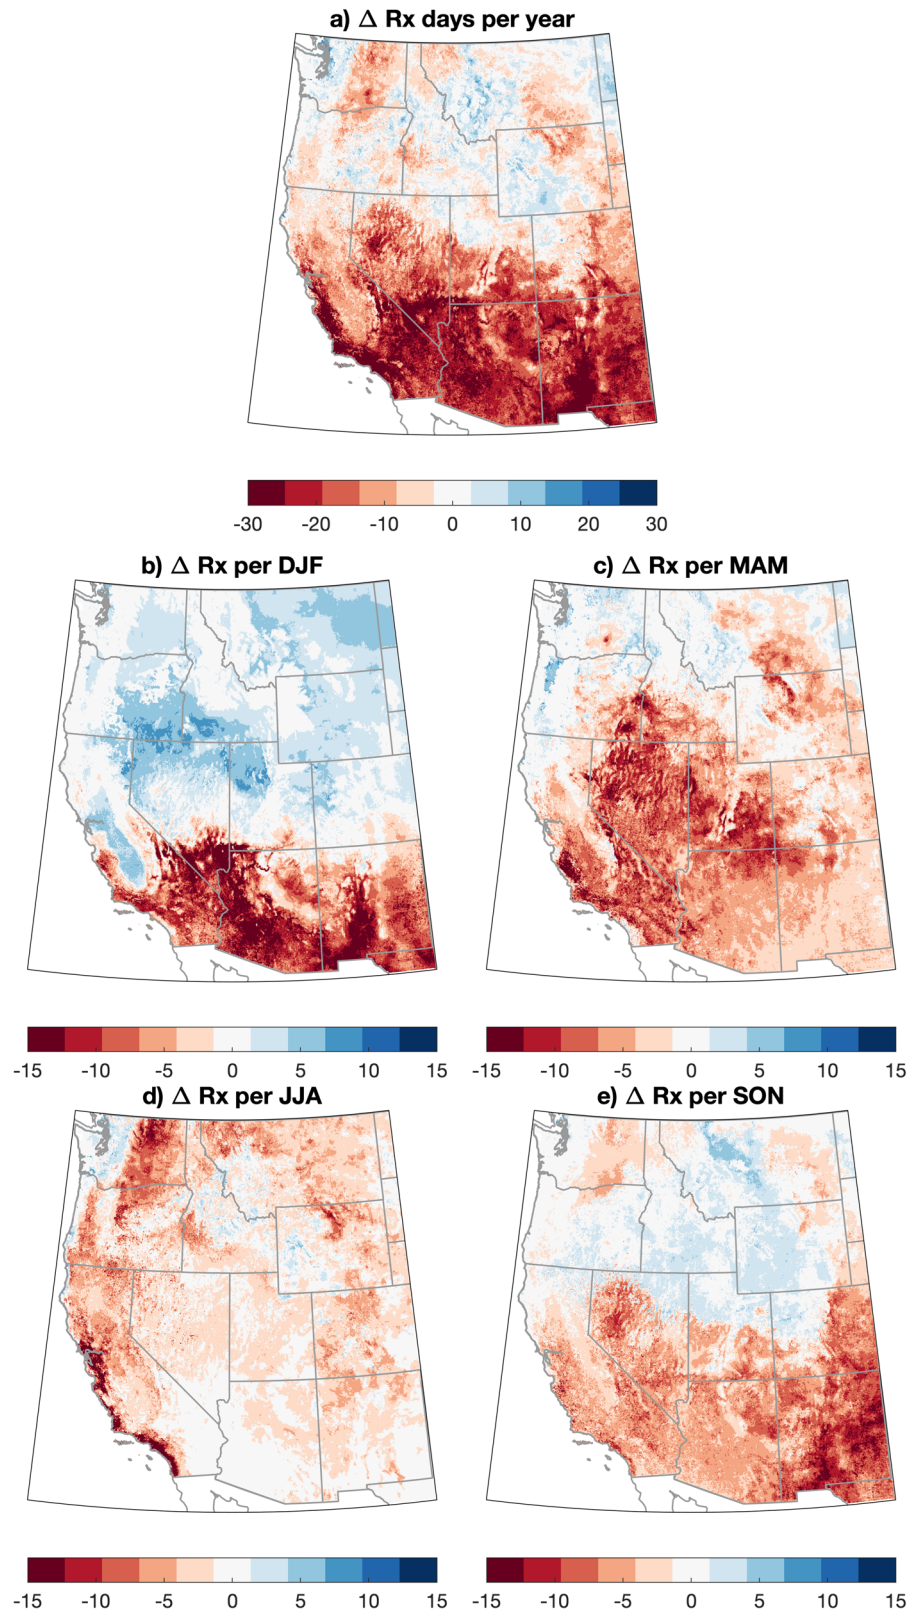 a) Δ Rx days per year
-30 -20 -10 0 10 20 30
b) Δ Rx per DJF
c) Δ Rx per MAM
-15 -10 -5 0 5 10 15
-15 -10 -5 0 5 10 15
d) Δ Rx per JJA
e) Δ Rx per SON
-15 -10 -5 0 5 10 15
-15 -10 -5 0 5 10 15